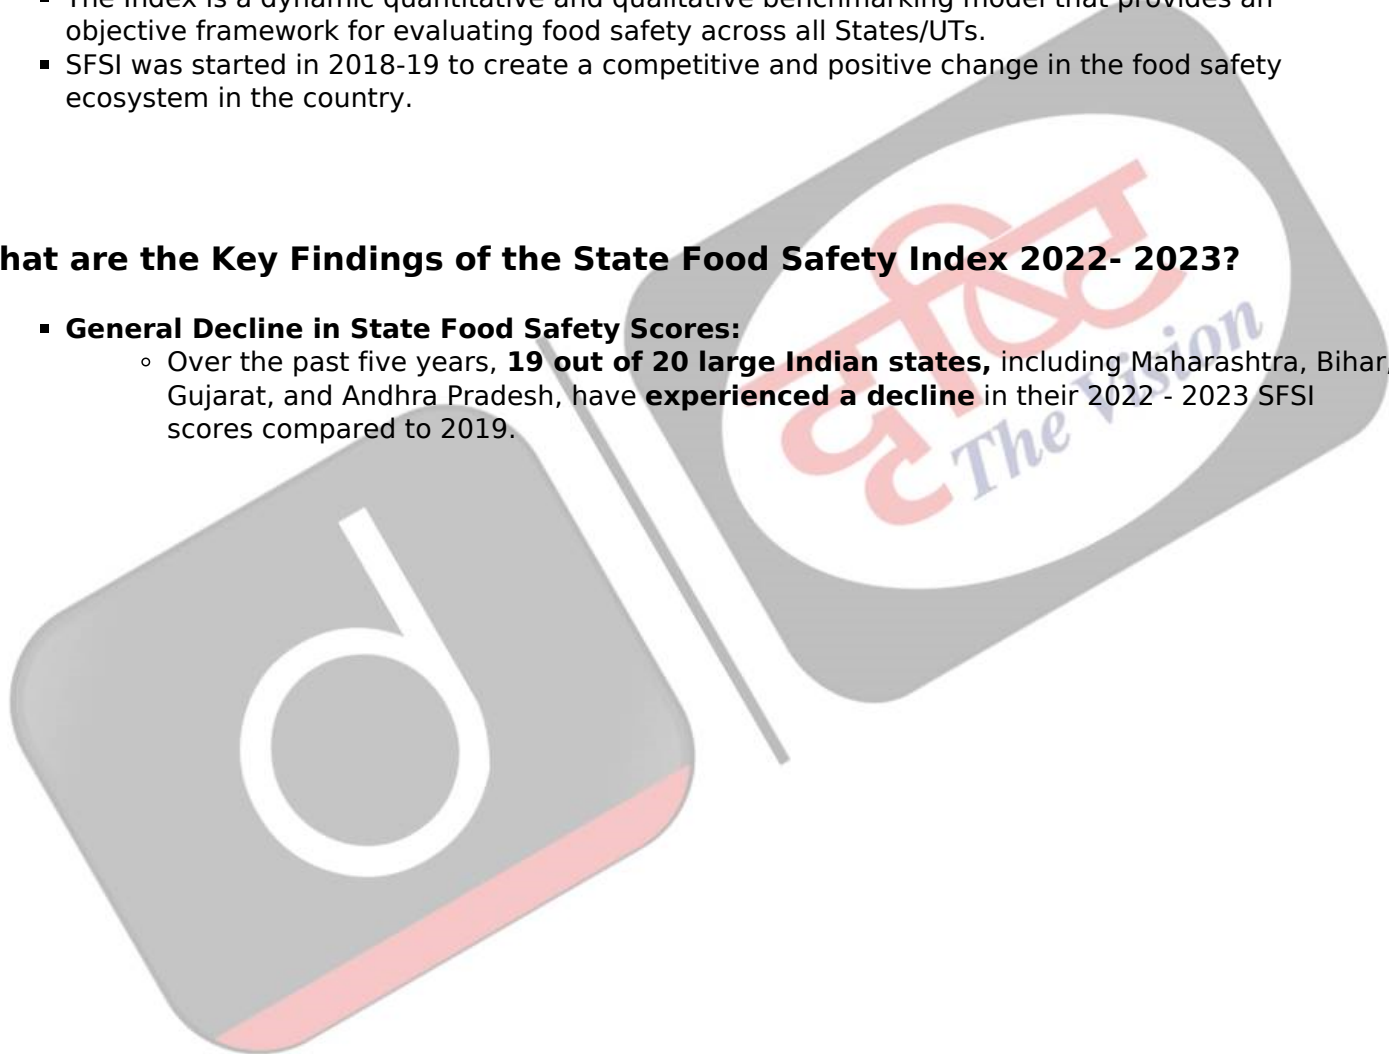 The Index is a dynamic quantitative and qualitative benchmarking model that provides an
objective framework for evaluating food safety across all States/UTs.
SFSI was started in 2018-19 to create a competitive and positive change in the food safety
ecosystem in the country.
hat are the Key Findings of the State Food Safety Index 2022- 2023?
General Decline in State Food Safety Scores:
Over the past five years, 19 out of 20 large Indian states, including Maharashtra, Bihar,
Gujarat, and Andhra Pradesh, have experienced a decline in their 2022 - 2023 SFSI
scores compared to 2019.
दृष्टि
The Vision
d